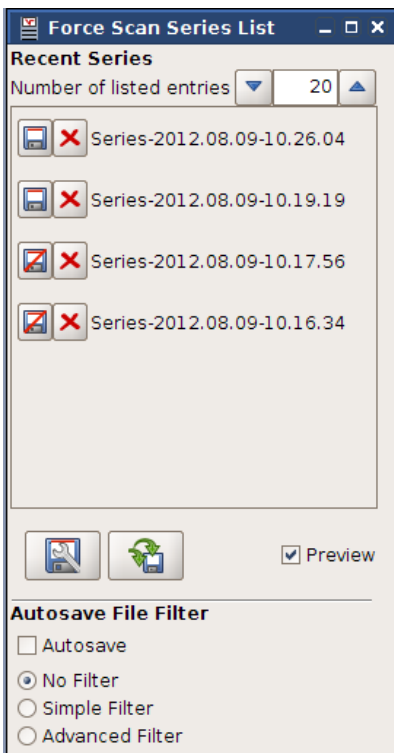 Force Scan Series List
Recent Series
Number of listed entries 20
Series-2012.08.09-10.26.04
Series-2012.08.09-10.19.19
Series-2012.08.09-10.17.56
Series-2012.08.09-10.16.34
Preview
Autosave File Filter
Autosave
No Filter
Simple Filter
Advanced Filter